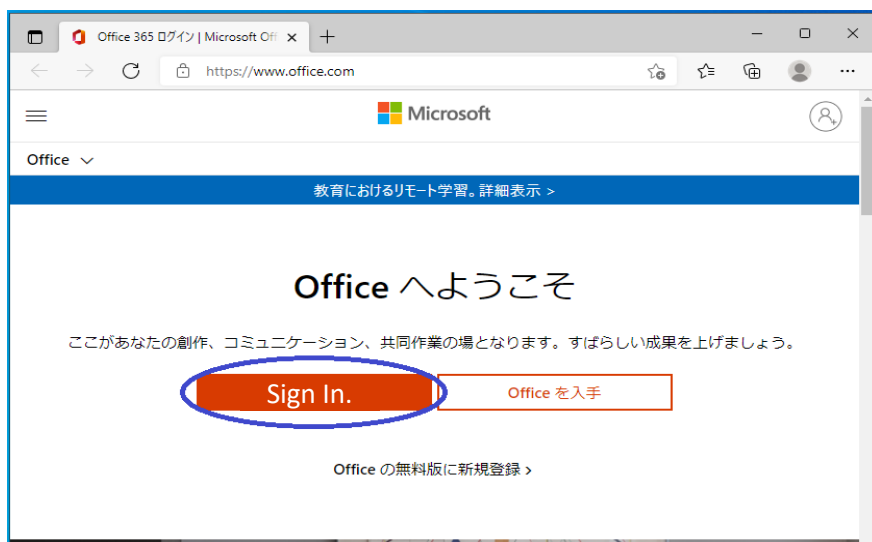 Office 365 ログイン | Microsoft Off
https://www.office.com
Microsoft
Office
教育におけるリモート学習。詳細表示 >
Office へようこそ
ここがあなたの創作、コミュニケーション、共同作業の場となります。すばらしい成果を上げましょう。
Sign In.
Office を入手
Office の無料版に新規登録 >